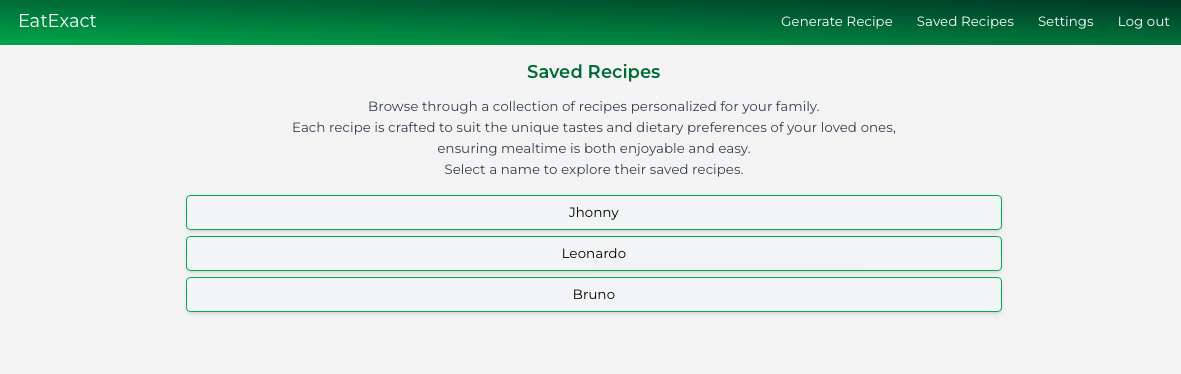 EatExact
Generate Recipe Saved Recipes Settings Log out
Saved Recipes
Browse through a collection of recipes personalized for your family.
Each recipe is crafted to suit the unique tastes and dietary preferences of your loved ones,
ensuring mealtime is both enjoyable and easy.
Select a name to explore their saved recipes.
Jhonny
Leonardo
Bruno